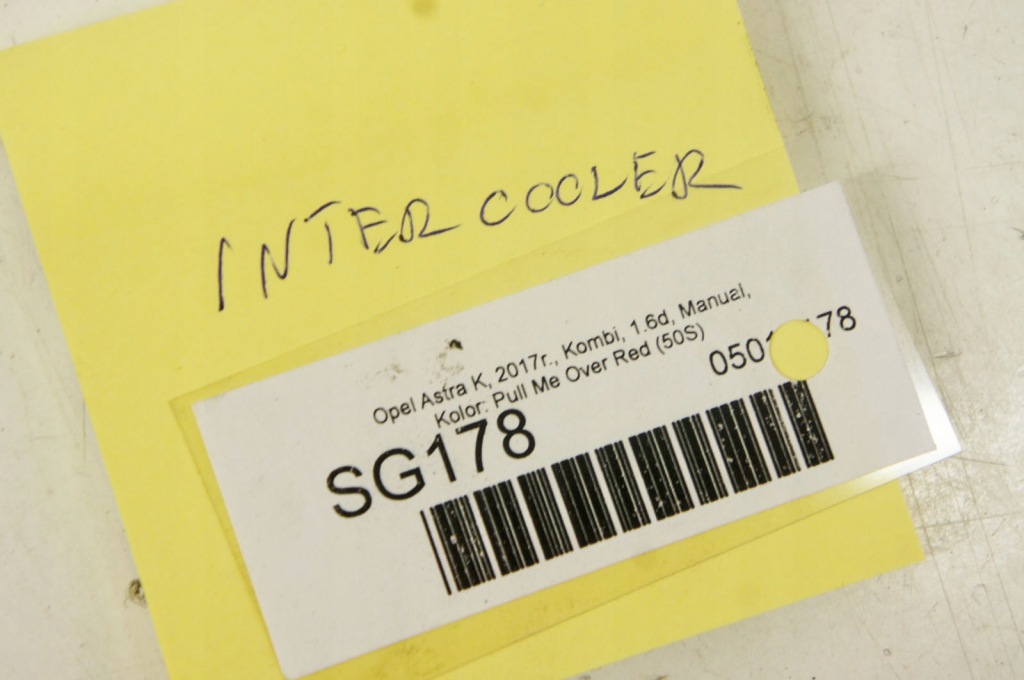 INTER COOLER
Opel Astra K, 2017r., Kombi, 1.6d, Manual,
Kolor: Pull Me Over Red (50S)
SG178